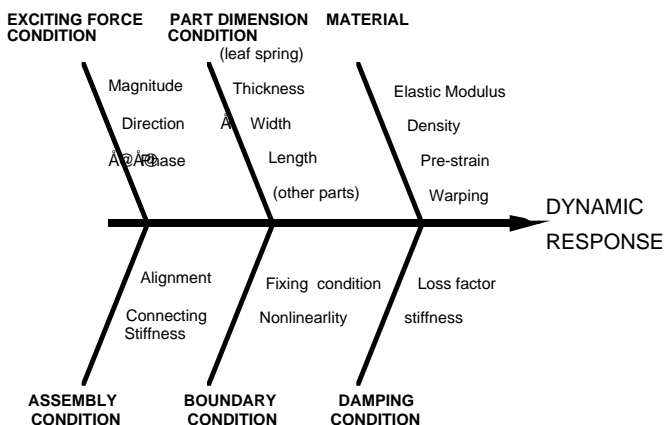 EXCITING FORCE
CONDITION
PART DIMENSION
CONDITION
(leaf spring)
MATERIAL
Magnitude
Direction
Å@Å@Phase
Thickness
Å Width
Length
(other parts)
Elastic Modulus
Density
Pre-strain
Warping
DYNAMIC
RESPONSE
Alignment
Connecting
Stiffness
Fixing condition
Nonlinearlity
Loss factor
stiffness
ASSEMBLY
CONDITION
BOUNDARY
CONDITION
DAMPING
CONDITION